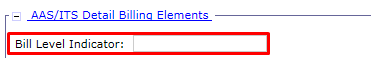 AAS/ITS Detail Billing Elements
Bill Level Indicator: